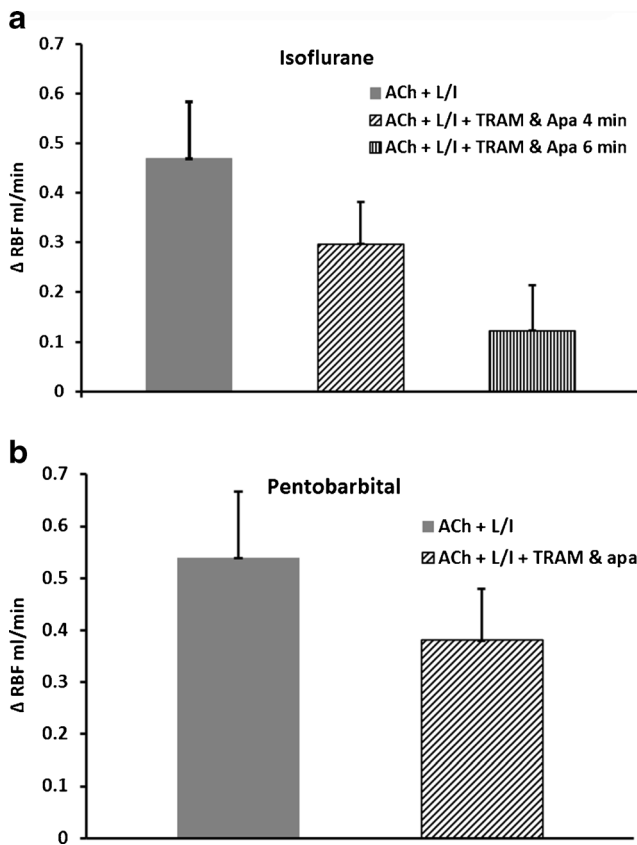 a
Isoflurane
ACh + L/I
ACh + L/I + TRAM & Apa 4 min
ACh + L/I + TRAM & Apa 6 min
Δ RBF ml/min
0.7
0.6
0.5
0.4
0.3
0.2
0.1
0
b
Pentobarbital
ACh + L/I
ACh + L/I + TRAM & apa
Δ RBF ml/min
0.7
0.6
0.5
0.4
0.3
0.2
0.1
0